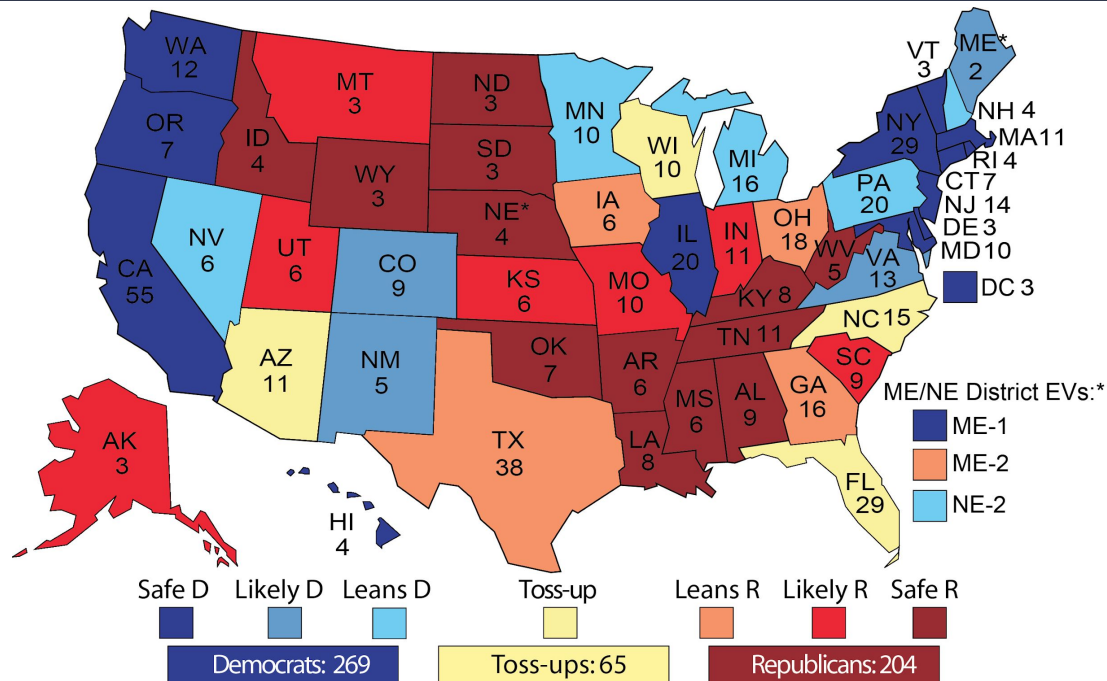 WA
12
OR
7
CA
55
NV
6
ID
4
MT
3
WY
3
UT
6
CO
9
AZ
11
NM
5
ND
3
SD
3
NE*
4
KS
6
OK
7
TX
38
MN
10
IA
6
MO
10
AR
6
LA
8
WI
10
IL
20
MI
16
IN
11
OH
18
KY 8
TN 11
MS
6
AL
9
GA
16
FL
29
SC
9
NC 15
WV
5
VA
13
PA
20
NY
29
VT
3
ME*
2
NH 4
MA 11
RI 4
CT 7
NJ 14
DE 3
MD 10
DC 3
AK
3
HI
4
ME/NE District EVs:*
ME-1
ME-2
NE-2
Safe D
Likely D
Leans D
Toss-up
Leans R
Likely R
Safe R
Democrats: 269
Toss-ups: 65
Republicans: 204